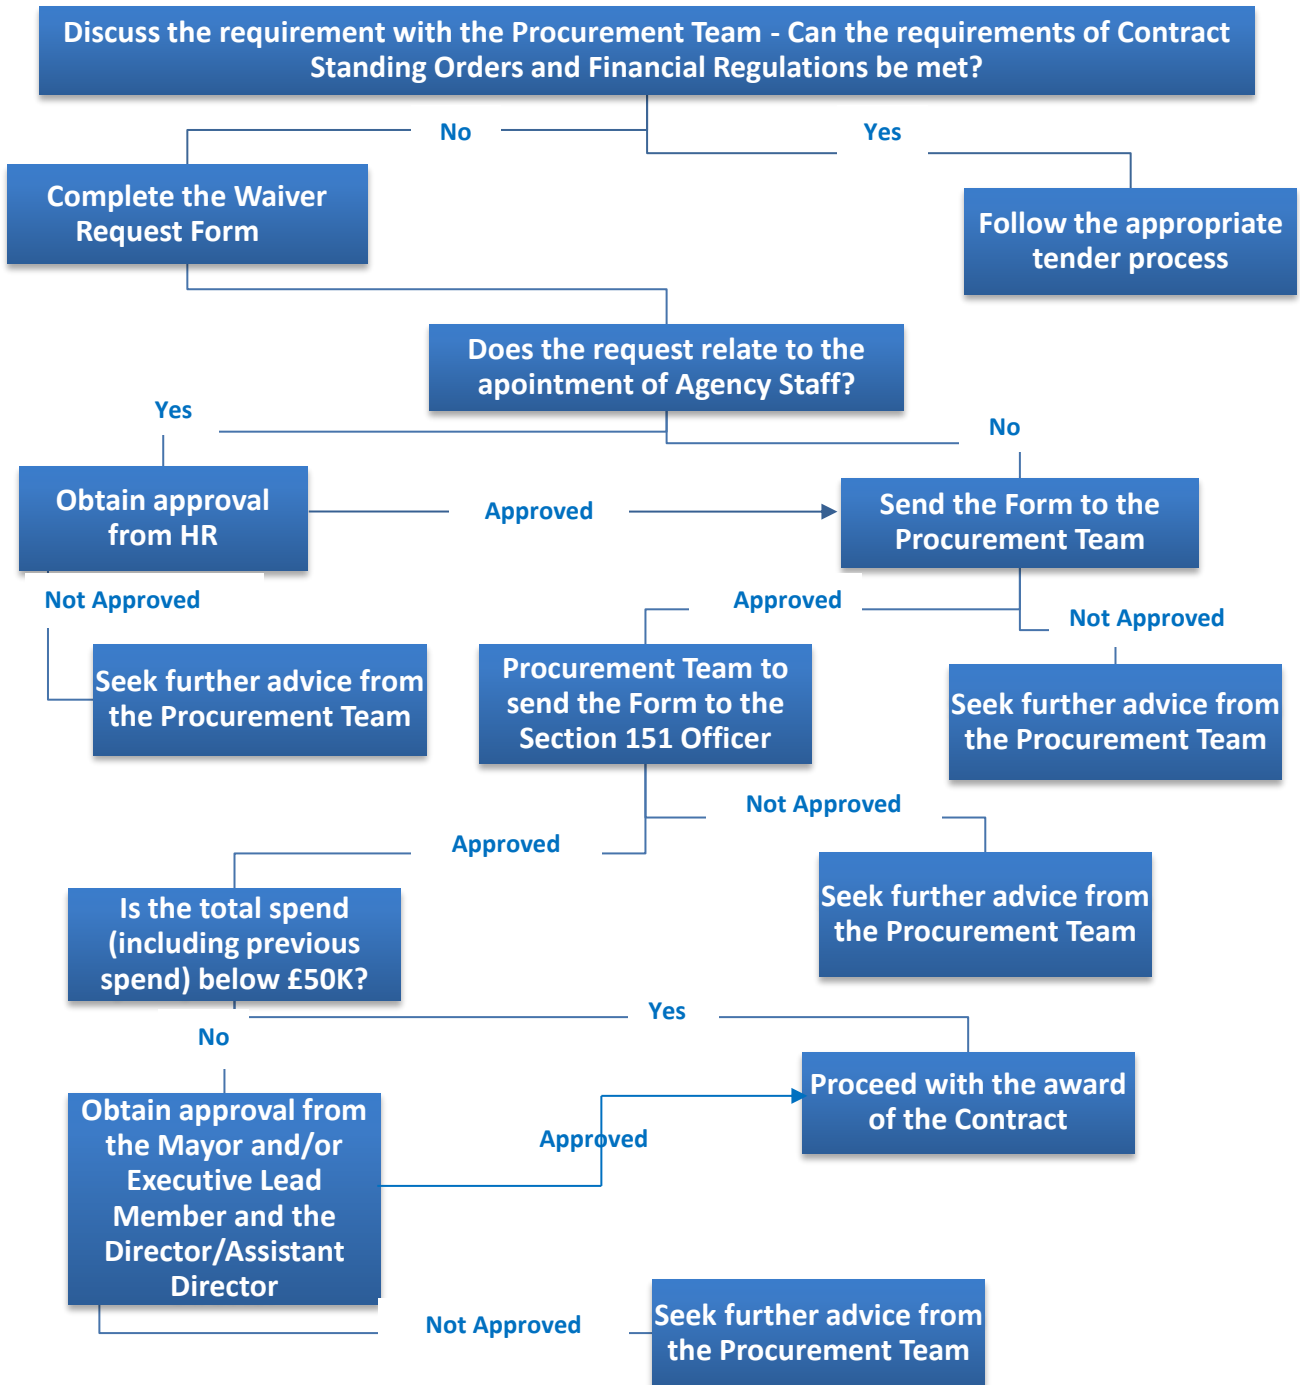 Discuss the requirement with the Procurement Team - Can the requirements of Contract
Standing Orders and Financial Regulations be met?
No
Yes
Complete the Waiver
Request Form
Follow the appropriate
tender process
Does the request relate to the
apointment of Agency Staff?
Yes
No
Obtain approval
from HR
Approved
Send the Form to the
Procurement Team
Not Approved
Approved
Not Approved
Seek further advice from
the Procurement Team
Procurement Team to
send the Form to the
Section 151 Officer
Seek further advice from
the Procurement Team
Not Approved
Approved
Seek further advice from
the Procurement Team
Is the total spend
(including previous
spend) below £50K?
Yes
No
Proceed with the award
of the Contract
Obtain approval from
the Mayor and/or
Executive Lead
Member and the
Director/Assistant
Director
Approved
Not Approved
Seek further advice from
the Procurement Team